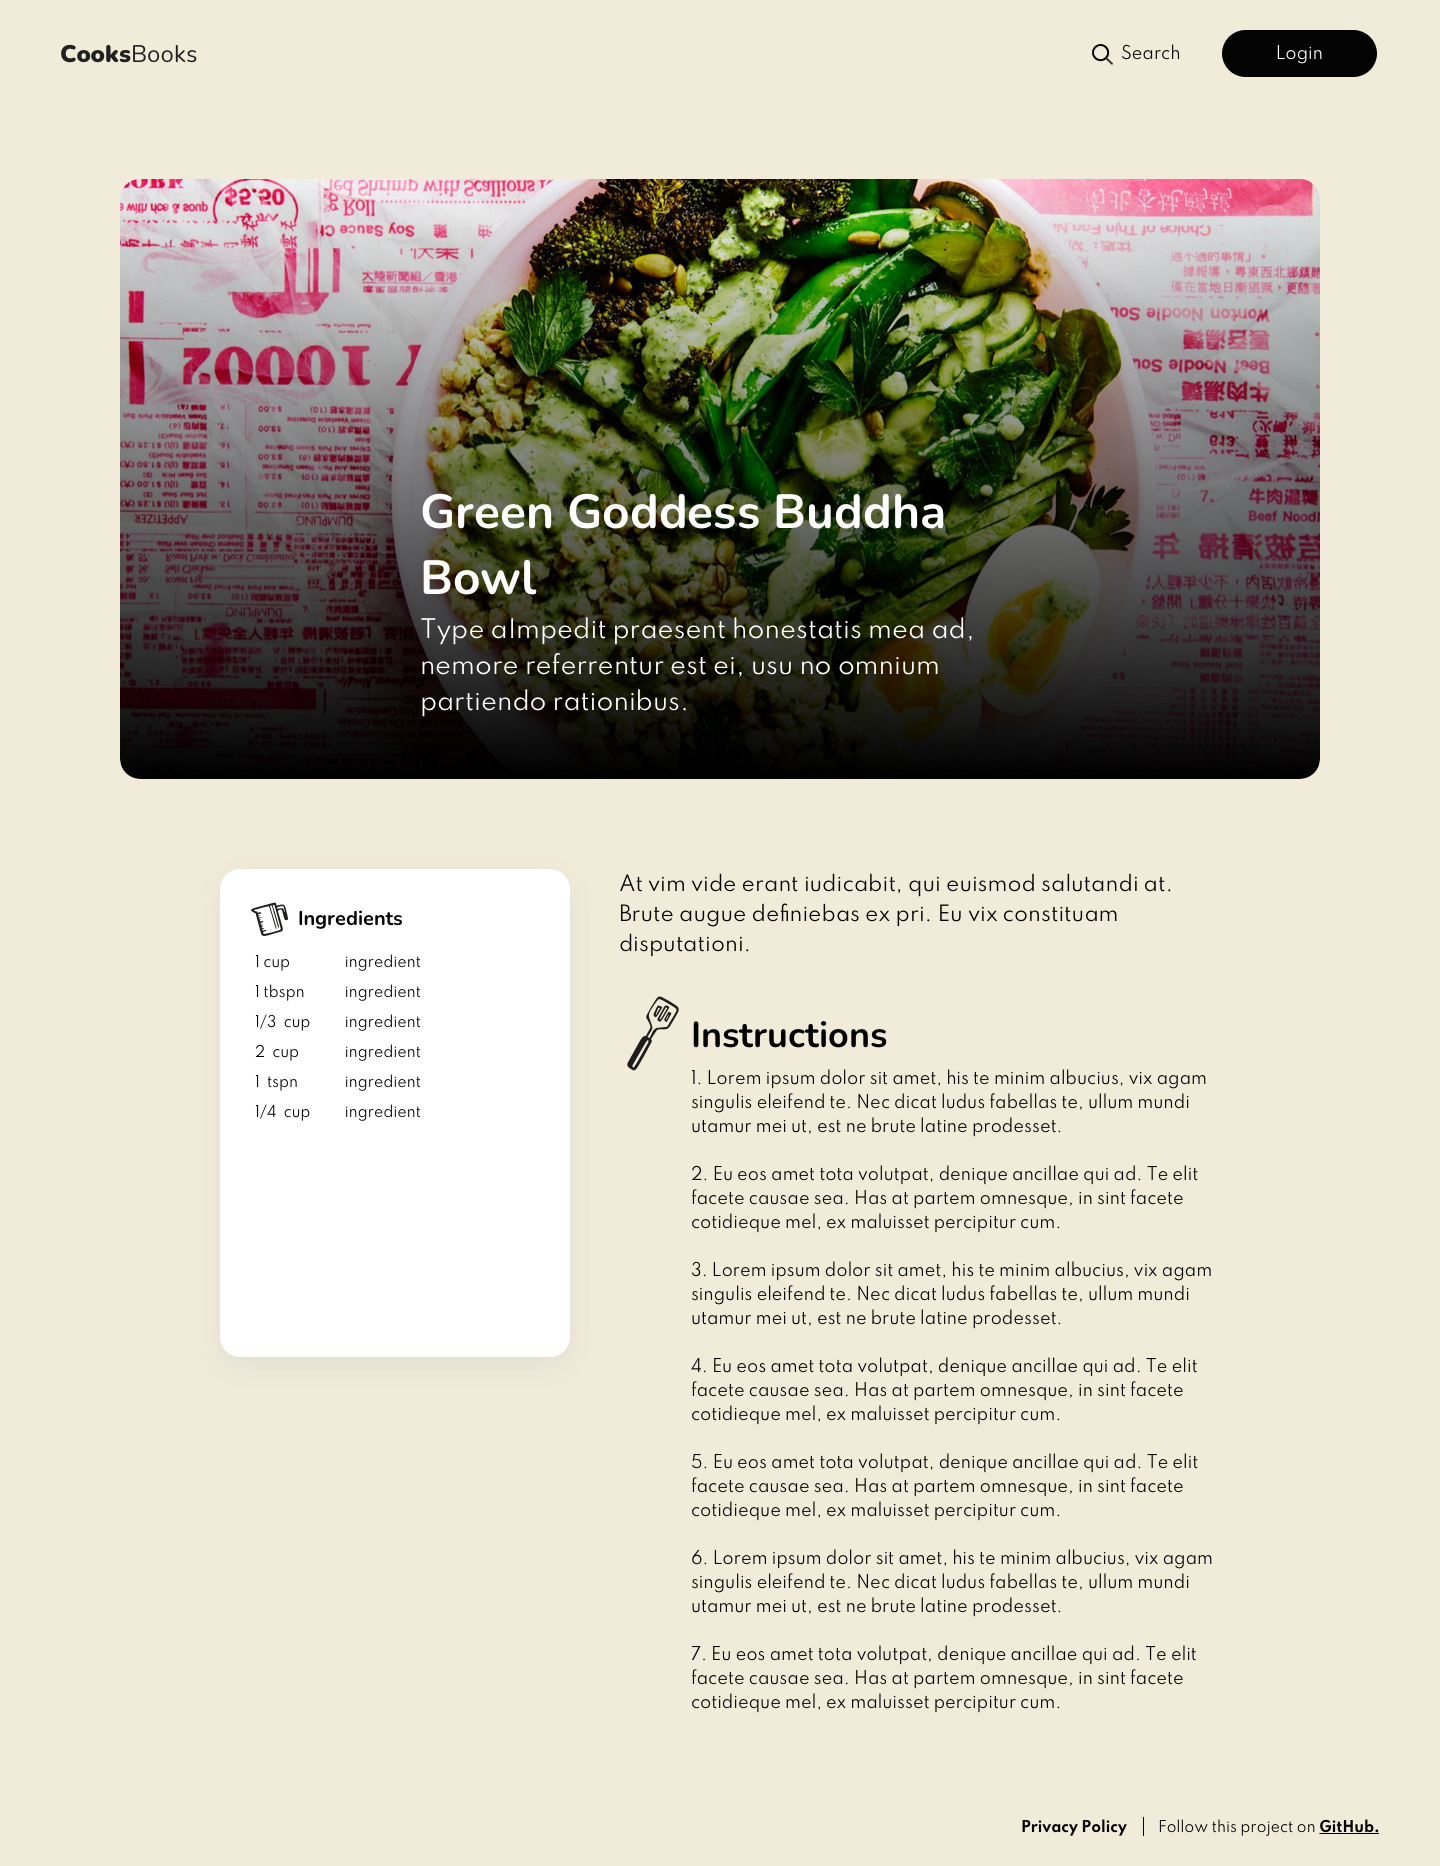 CooksBooks
Search
Login
$5.50
Soy Sauce Ch
Green Goddess Buddha
Bowl
Type almpedit praesent honestatis mea ad,
nemore referrentur est ei, usu no omnium
partiendo rationibus.
Ingredients
1 cup ingredient
1 tbspn ingredient
1/3 cup ingredient
2 cup ingredient
1 tspn ingredient
1/4 cup ingredient
At vim vide erant iudicabit, qui euismod salutandi at.
Brute augue definiebas ex pri. Eu vix constituam
disputationi.
Instructions
1. Lorem ipsum dolor sit amet, his te minim albucius, vix agam
singulis eleifend te. Nec dicat ludus fabellas te, ullum mundi
utamur mei ut, est ne brute latine prodesset.
2. Eu eos amet tota volutpat, denique ancillae qui ad. Te elit
facete causae sea. Has at partem omnesque, in sint facete
cotidieque mel, ex maluisset percipitur cum.
3. Lorem ipsum dolor sit amet, his te minim albucius, vix agam
singulis eleifend te. Nec dicat ludus fabellas te, ullum mundi
utamur mei ut, est ne brute latine prodesset.
4. Eu eos amet tota volutpat, denique ancillae qui ad. Te elit
facete causae sea. Has at partem omnesque, in sint facete
cotidieque mel, ex maluisset percipitur cum.
5. Eu eos amet tota volutpat, denique ancillae qui ad. Te elit
facete causae sea. Has at partem omnesque, in sint facete
cotidieque mel, ex maluisset percipitur cum.
6. Lorem ipsum dolor sit amet, his te minim albucius, vix agam
singulis eleifend te. Nec dicat ludus fabellas te, ullum mundi
utamur mei ut, est ne brute latine prodesset.
7. Eu eos amet tota volutpat, denique ancillae qui ad. Te elit
facete causae sea. Has at partem omnesque, in sint facete
cotidieque mel, ex maluisset percipitur cum.
Privacy Policy | Follow this project on GitHub.